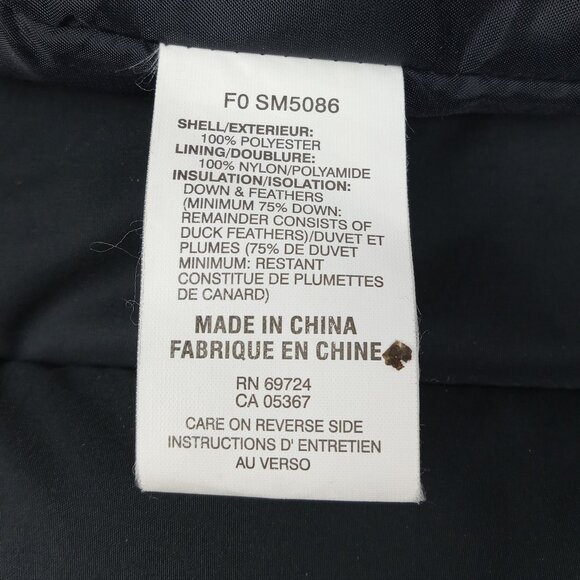 F0 SM5086
SHELL/EXTERIEUR:
100% POLYESTER
LINING/DOUBLURE:
100% NYLON/POLYAMIDE
INSULATION/ISOLATION:
DOWN & FEATHERS
(MINIMUM 75% DOWN:
REMAINDER CONSISTS OF
DUCK FEATHERS)/DUVET ET
PLUMES (75% DE DUVET
MINIMUM: RESTANT
CONSTITUE DE PLUMETTES
DE CANARD)
MADE IN CHINA
FABRIQUE EN CHINE
RN 69724
CA 05367
CARE ON REVERSE SIDE
INSTRUCTIONS D' ENTRETIEN
AU VERSO